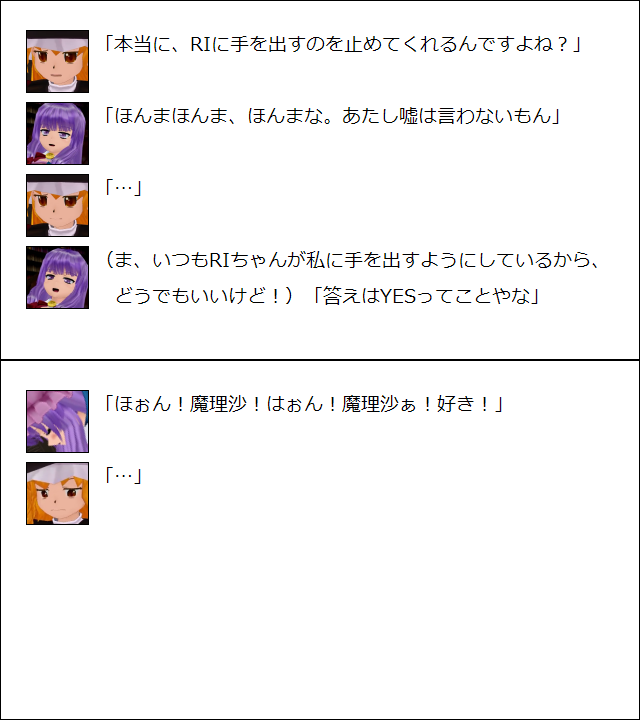 「本当に、RIに手を出すのを止めてくれるんですよね？」
「ほんまほんま、ほんまな。あたし嘘は言わないもん」
「…」
（ま、いつもRIちゃんが私に手を出すようにしているから、
どうでもいいけど！）「答えはYESってことやな」
「ほぉん！魔理沙！はぉん！魔理沙ぁ！好き！」
「…」